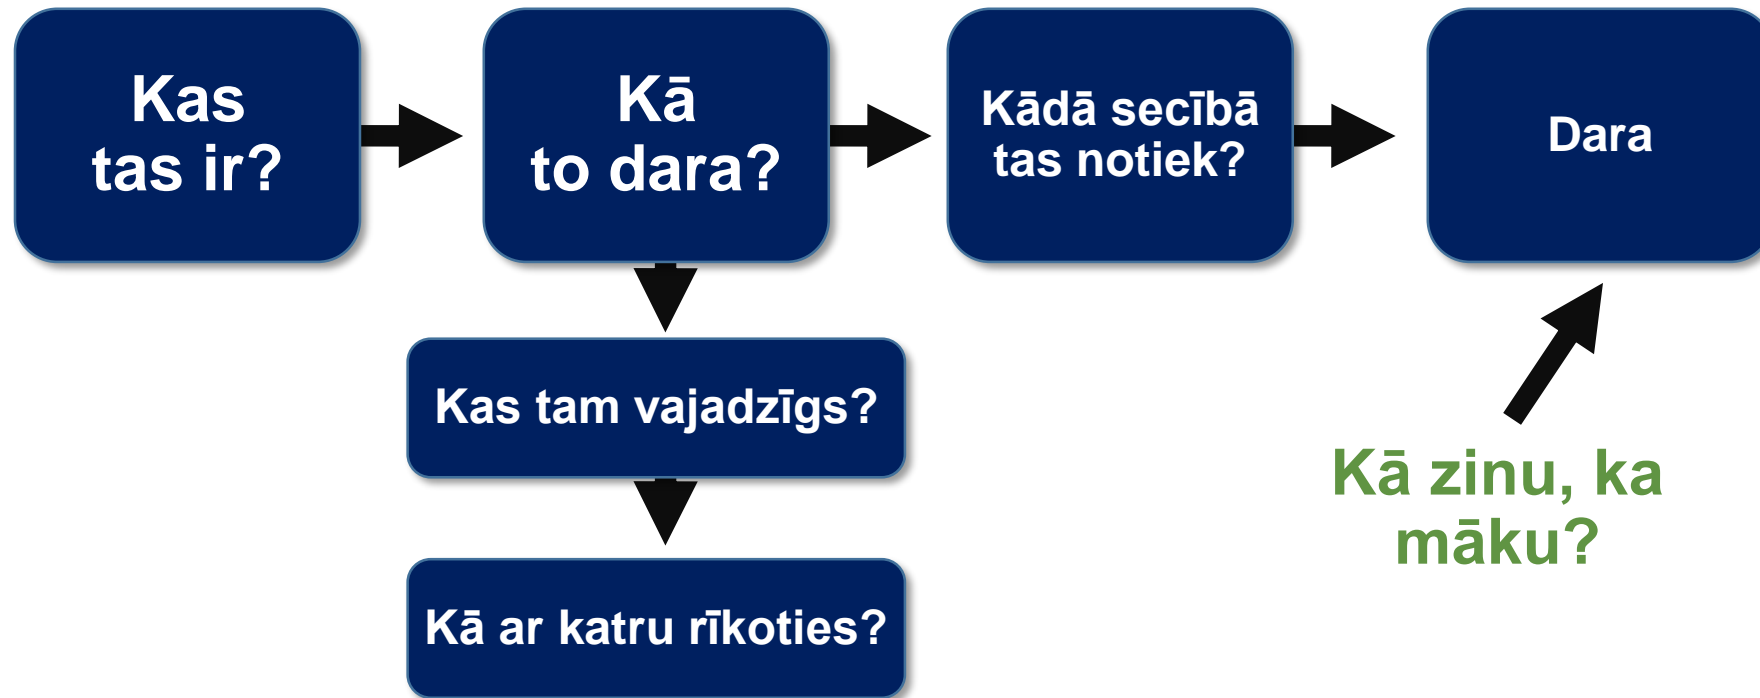 Kas
tas ir?
Kā
to dara?
Kādā secībā
tas notiek?
Dara
Kas tam vajadzīgs?
Kā ar katru rīkoties?
Kā zinu, ka
māku?